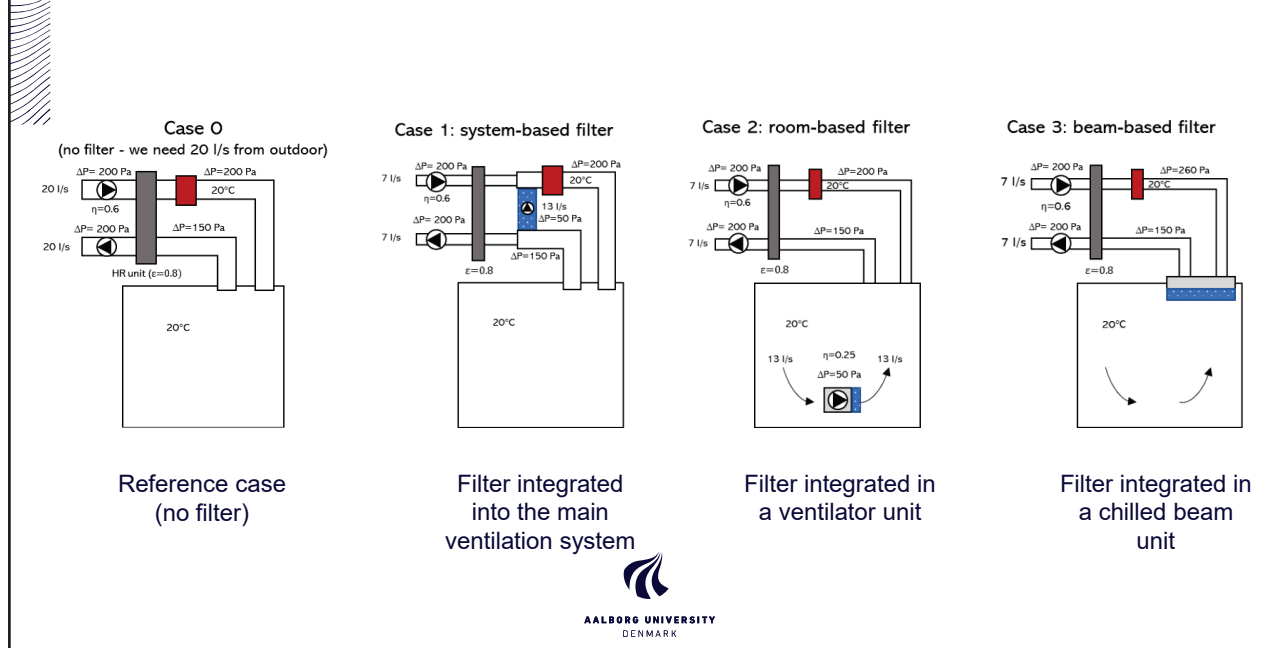 Case 0
(no filter - we need 20 l/s from outdoor)
ΔP= 200 Pa
ΔP=200 Pa
20 l/s
20°C
η=0.6
ΔP= 200 Pa
ΔP=150 Pa
20 l/s
HR unit (ε=0.8)
20°C
Reference case
(no filter)
Case 1: system-based filter
ΔP= 200 Pa
ΔP=200 Pa
7 l/s
20°C
η=0.6
13 l/s
ΔP= 200 Pa
ΔP=50 Pa
7 l/s
ΔP=150 Pa
ε=0.8
20°C
Filter integrated
into the main
ventilation system
Case 2: room-based filter
ΔP= 200 Pa
ΔP=200 Pa
7 l/s
20°C
η=0.6
ΔP= 200 Pa
ΔP=150 Pa
7 l/s
ε=0.8
20°C
13 l/s
η=0.25
13 l/s
ΔP=50 Pa
Filter integrated in
a ventilator unit
Case 3: beam-based filter
ΔP= 200 Pa
ΔP=260 Pa
7 l/s
20°C
η=0.6
ΔP= 200 Pa
ΔP=150 Pa
7 l/s
ε=0.8
20°C
Filter integrated in
a chilled beam
unit
AALBORG UNIVERSITY
DENMARK